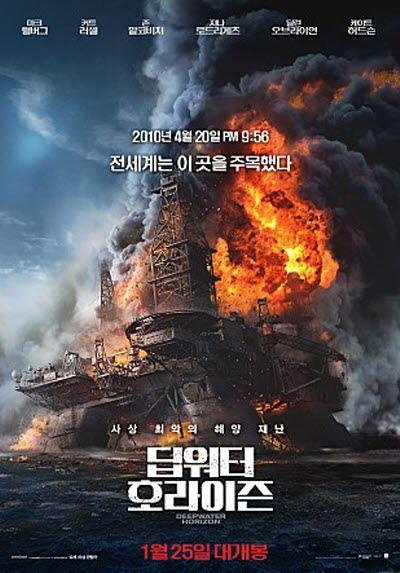 마크 월버그 커트 러셀 존 말코비치 지나 로드리게즈 딜런 오브라이언 케이트 허드슨
2010년 4월 20일 PM 9:56
전세계는 이 곳을 주목했다
사상 최악의 해양 재난
딥워터
호라이즌
DEEPWATER
HORIZON
1월 25일 대개봉